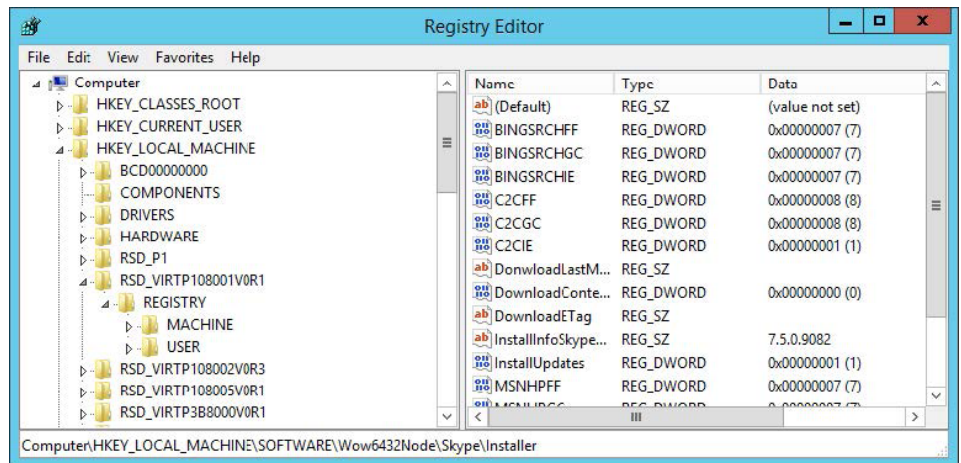 Registry Editor
File Edit View Favorites Help
Computer
HKEY_CLASSES_ROOT
HKEY_CURRENT_USER
HKEY_LOCAL_MACHINE
BCD00000000
COMPONENTS
DRIVERS
HARDWARE
RSD_P1
RSD_VIRTP108001V0R1
REGISTRY
MACHINE
USER
RSD_VIRTP108002V0R3
RSD_VIRTP108005V0R1
RSD_VIRTP3B8000V0R1
Name Type Data
(Default) REG_SZ (value not set)
BINGSRCHFF REG_DWORD 0x00000007 (7)
BINGSRCHGC REG_DWORD 0x00000007 (7)
BINGSRCHIE REG_DWORD 0x00000007 (7)
C2CFF REG_DWORD 0x00000008 (8)
C2CGC REG_DWORD 0x00000008 (8)
C2CIE REG_DWORD 0x00000001 (1)
DonwloadLastM... REG_SZ
DownloadConte... REG_DWORD 0x00000000 (0)
DownloadETag REG_SZ
InstallInfoSkype... REG_SZ 7.5.0.9082
InstallUpdates REG_DWORD 0x00000001 (1)
MSNHPFF REG_DWORD 0x00000007 (7)
Computer\HKEY_LOCAL_MACHINE\SOFTWARE\Wow6432Node\Skype\Installer